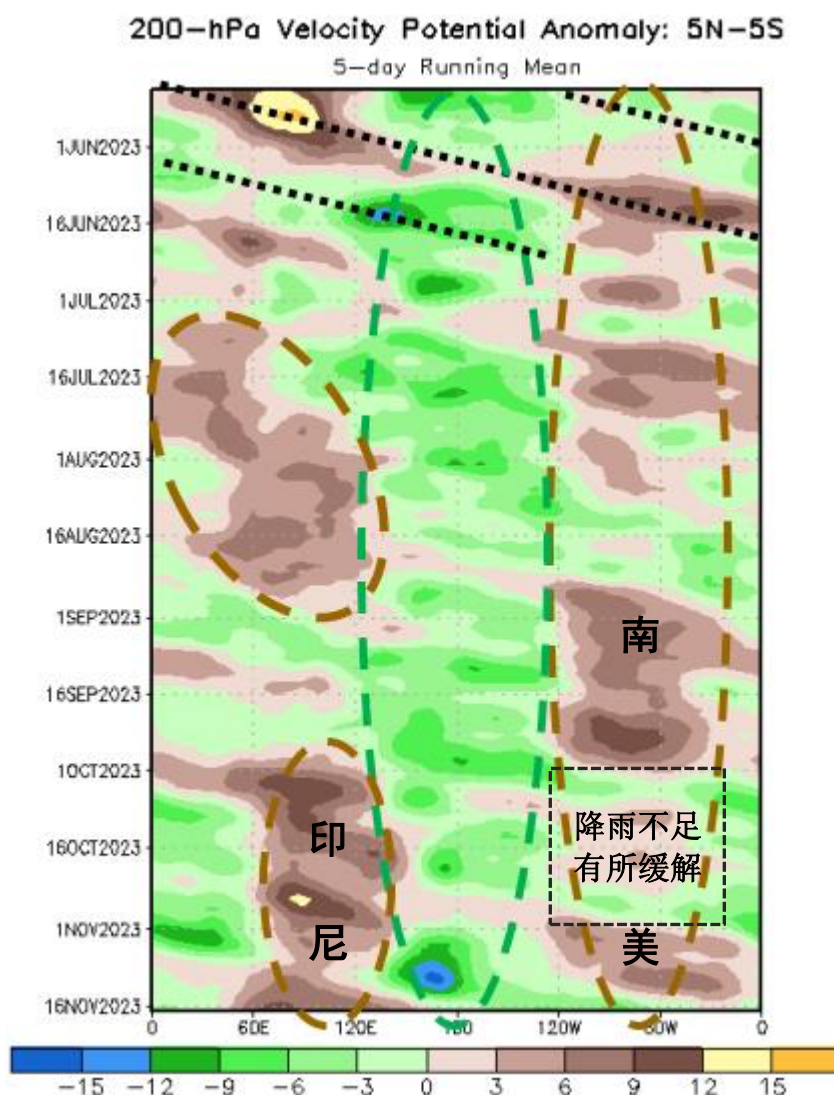 200-hPa Velocity Potential Anomaly: 5N-5S
5-day Running Mean
1JUN2023
16JUN2023
1JUL2023
16JUL2023
1AUG2023
16AUG2023
1SEP2023
南
16SEP2023
1OCT2023
印
降雨不足
16OCT2023
有所缓解
1NOV2023
尼
美
16NOV2023
0 60E 120E 180 120W 60W 0
-15 -12 -9 -6 -3 0 3 6 9 12 15